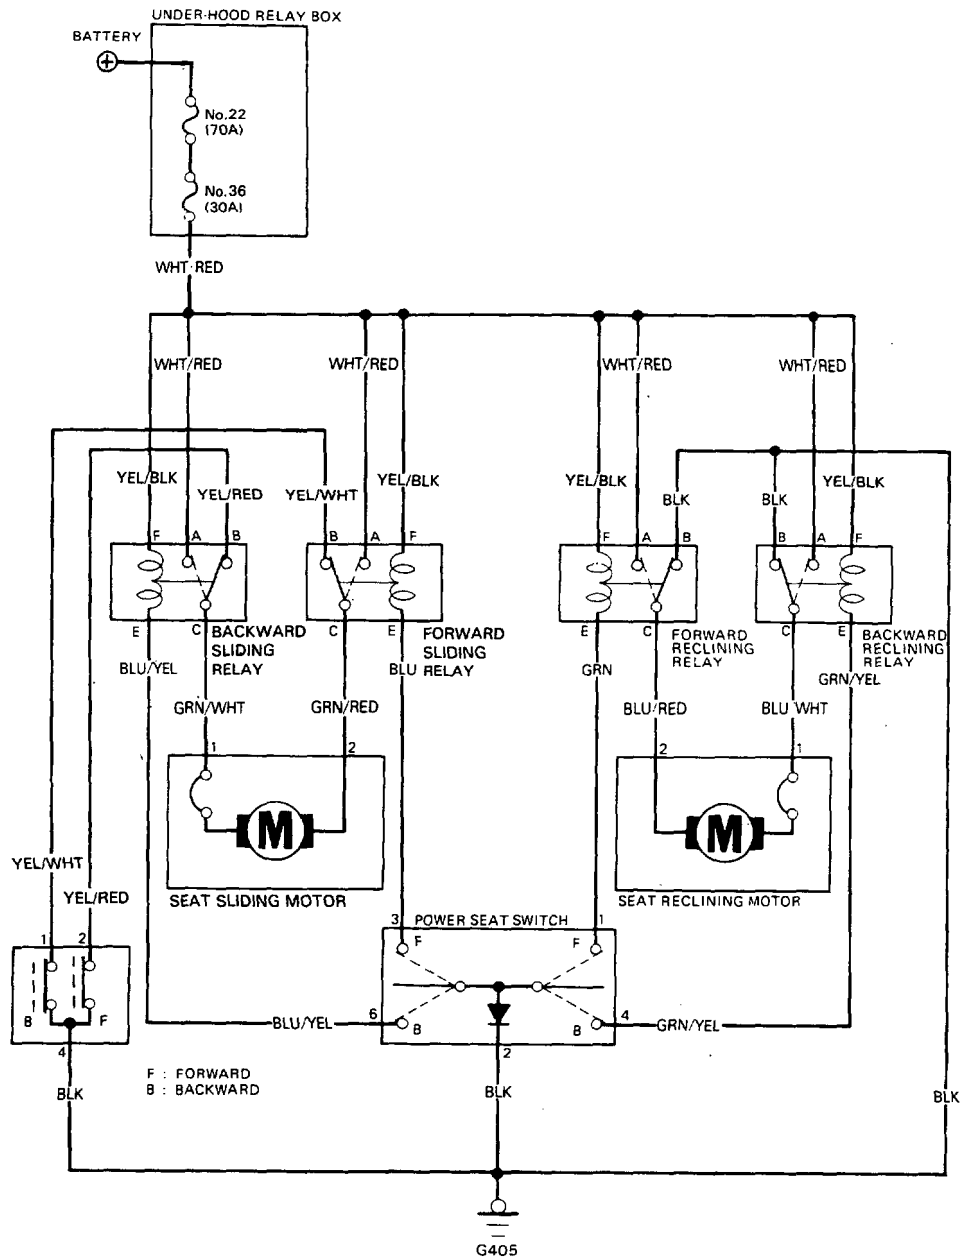 UNDER-HOOD RELAY BOX
BATTERY
No.22
(70A)
No.36
(30A)
WHT·RED
WHT/RED
WHT/RED
WHT/RED
WHT/RED
YEL/BLK
YEL/RED
YEL/WHT
YEL/BLK
YEL/BLK
BLK
BLK
YEL/BLK
F A B
B A F
F A B
B A F
E C
C E
E C
C E
BACKWARD
SLIDING
RELAY
FORWARD
SLIDING
RELAY
FORWARD
RECLINING
RELAY
BACKWARD
RECLINING
RELAY
BLU/YEL
BLU
GRN
GRN/YEL
GRN/WHT
GRN/RED
BLU/RED
BLU WHT
1 2
2 1
M
M
YEL/WHT
YEL/RED
SEAT SLIDING MOTOR
SEAT RECLINING MOTOR
3 POWER SEAT SWITCH 1
F F
1 2
B F
4
BLU/YEL
6
B B
4
GRN/YEL
2
F : FORWARD
B : BACKWARD
BLK
BLK
BLK
G405